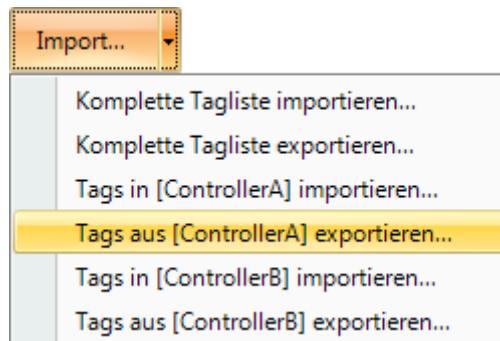 Import...
Komplette Tagliste importieren...
Komplette Tagliste exportieren...
Tags in [ControllerA] importieren...
Tags aus [ControllerA] exportieren...
Tags in [ControllerB] importieren...
Tags aus [ControllerB] exportieren...